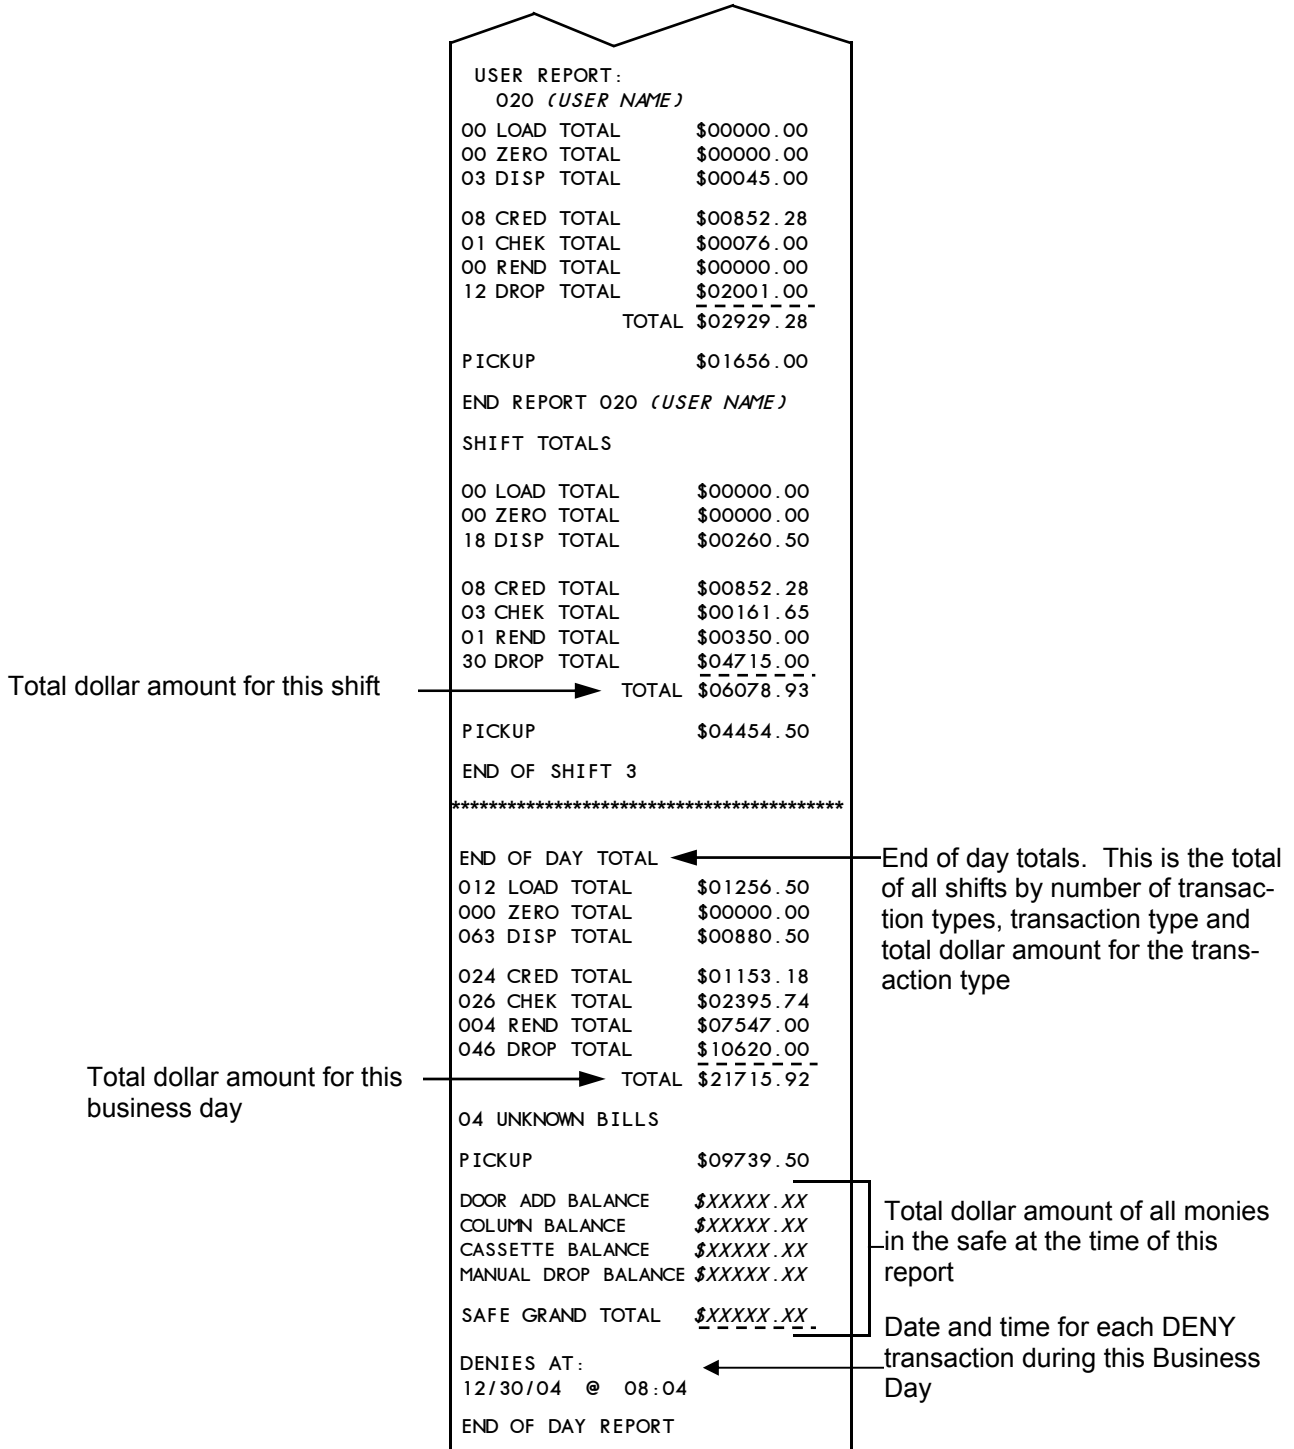 USER REPORT:
020 (USER NAME)
00 LOAD TOTAL $00000.00
00 ZERO TOTAL $00000.00
03 DISP TOTAL $00045.00
08 CRED TOTAL $00852.28
01 CHEK TOTAL $00076.00
00 REND TOTAL $00000.00
12 DROP TOTAL $02001.00
TOTAL $02929.28
PICKUP $01656.00
END REPORT 020 (USER NAME)
SHIFT TOTALS
00 LOAD TOTAL $00000.00
00 ZERO TOTAL $00000.00
18 DISP TOTAL $00260.50
08 CRED TOTAL $00852.28
03 CHEK TOTAL $00161.65
01 REND TOTAL $00350.00
30 DROP TOTAL $04715.00
Total dollar amount for this shift
TOTAL $06078.93
PICKUP $04454.50
END OF SHIFT 3
******************************************
END OF DAY TOTAL
012 LOAD TOTAL $01256.50
000 ZERO TOTAL $00000.00
063 DISP TOTAL $00880.50
024 CRED TOTAL $01153.18
026 CHEK TOTAL $02395.74
004 REND TOTAL $07547.00
046 DROP TOTAL $10620.00
TOTAL $21715.92
End of day totals. This is the total
of all shifts by number of transac-
tion types, transaction type and
total dollar amount for the trans-
action type
Total dollar amount for this
business day
04 UNKNOWN BILLS
PICKUP $09739.50
DOOR ADD BALANCE $XXXXX.XX
COLUMN BALANCE $XXXXX.XX
CASSETTE BALANCE $XXXXX.XX
MANUAL DROP BALANCE $XXXXX.XX
SAFE GRAND TOTAL $XXXXX.XX
Total dollar amount of all monies
in the safe at the time of this
report
DENIES AT:
12/30/04 @ 08:04
Date and time for each DENY
transaction during this Business
Day
END OF DAY REPORT